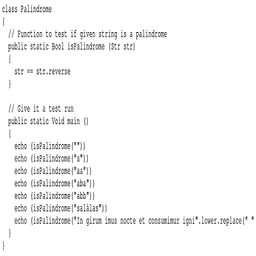 class Palindrome
{
  // Function to test if given string is a palindrome
  public static Bool isPalindrome (Str str)
  {
    str == str.reverse
  }

  // Give it a test run
  public static Void main ()
  {
    echo (isPalindrome(""))
    echo (isPalindrome("a"))
    echo (isPalindrome("aa"))
    echo (isPalindrome("aba"))
    echo (isPalindrome("abb"))
    echo (isPalindrome("salàlas"))
    echo (isPalindrome("In girum imus nocte et consumimur igni".lower.replace(" "
  }
}